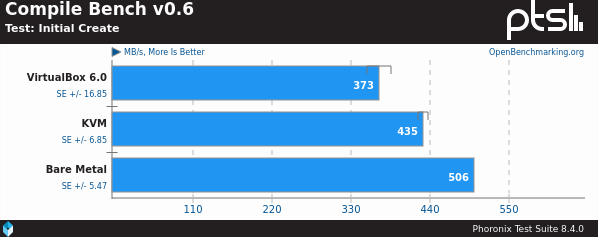 Compile Bench v0.6
Test: Initial Create
ptsl
MB/s, More Is Better
OpenBenchmarking.org
VirtualBox 6.0
SE +/- 16.85
373
KVM
SE +/- 6.85
435
Bare Metal
SE +/- 5.47
506
110 220 330 440 550
Phoronix Test Suite 8.4.0